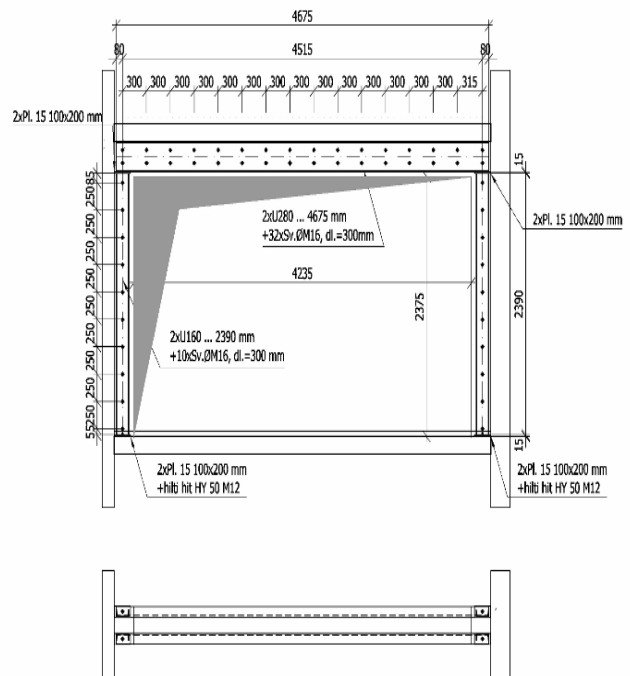 4675
80 4515 80
300 300 300 300 300 300 300 300 300 300 300 300 300 300 315
2xPl. 15 100x200 mm
15
85
2xU280 ... 4675 mm
+32xSv.ØM16, dl.=300mm
2xPl. 15 100x200 mm
250
250
250
250
250
250
250
250
250
55
4235
2375
2390
2xU160 ... 2390 mm
+10xSv.ØM16, dl.=300 mm
15
2xPl. 15 100x200 mm
+hilti hit HY 50 M12
2xPl. 15 100x200 mm
+hilti hit HY 50 M12